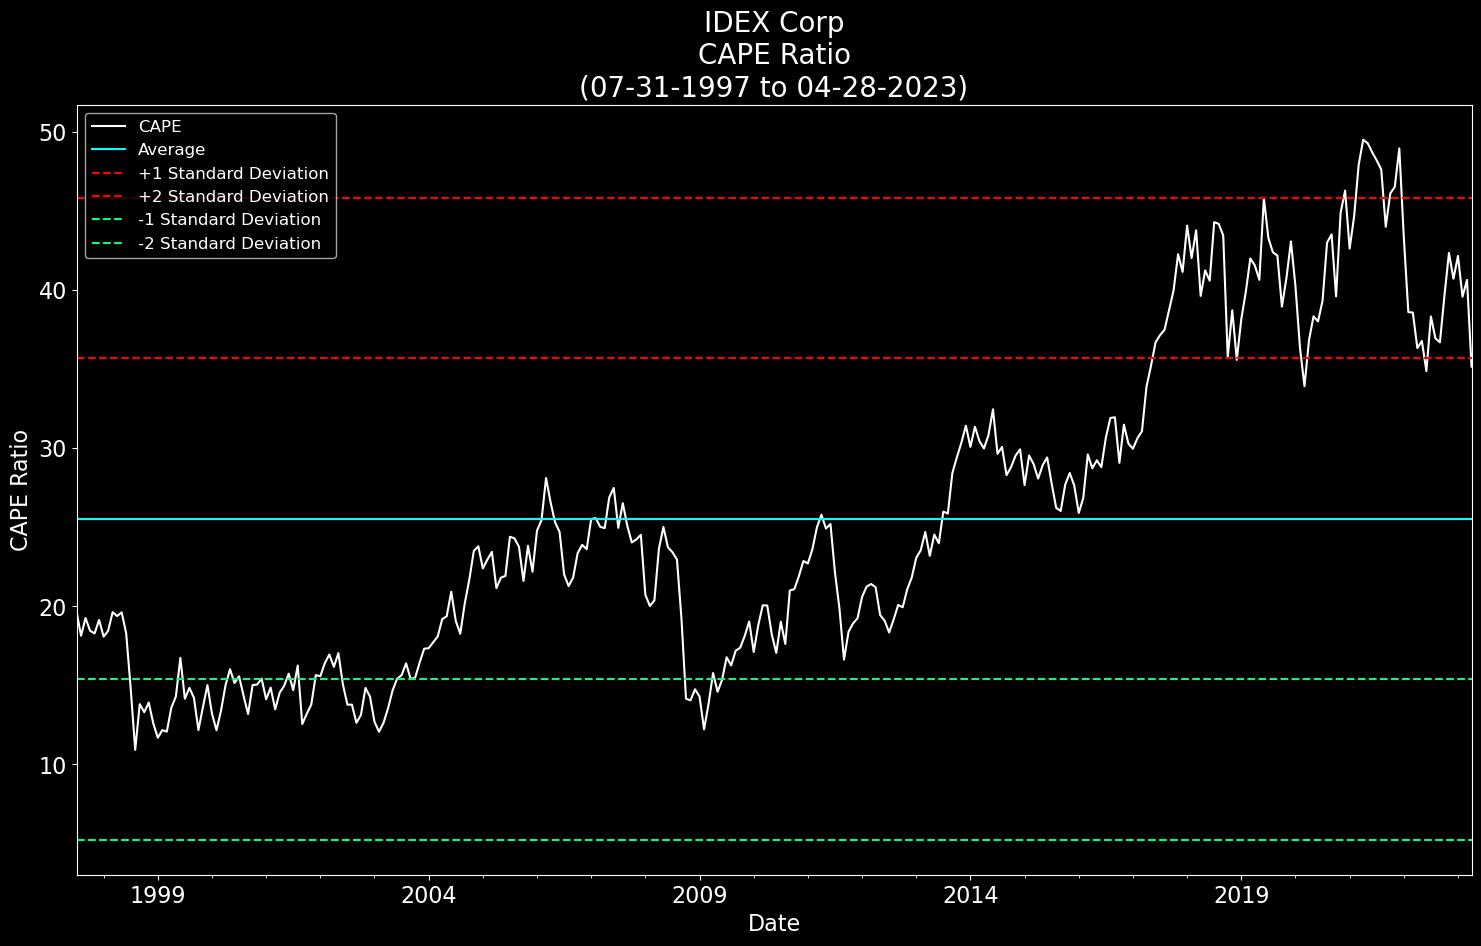 IDEX Corp
CAPE Ratio
(07-31-1997 to 04-28-2023)
CAPE
Average
+1 Standard Deviation
+2 Standard Deviation
-1 Standard Deviation
-2 Standard Deviation
50
40
30
20
10
CAPE Ratio
1999
2004
2009
2014
2019
Date